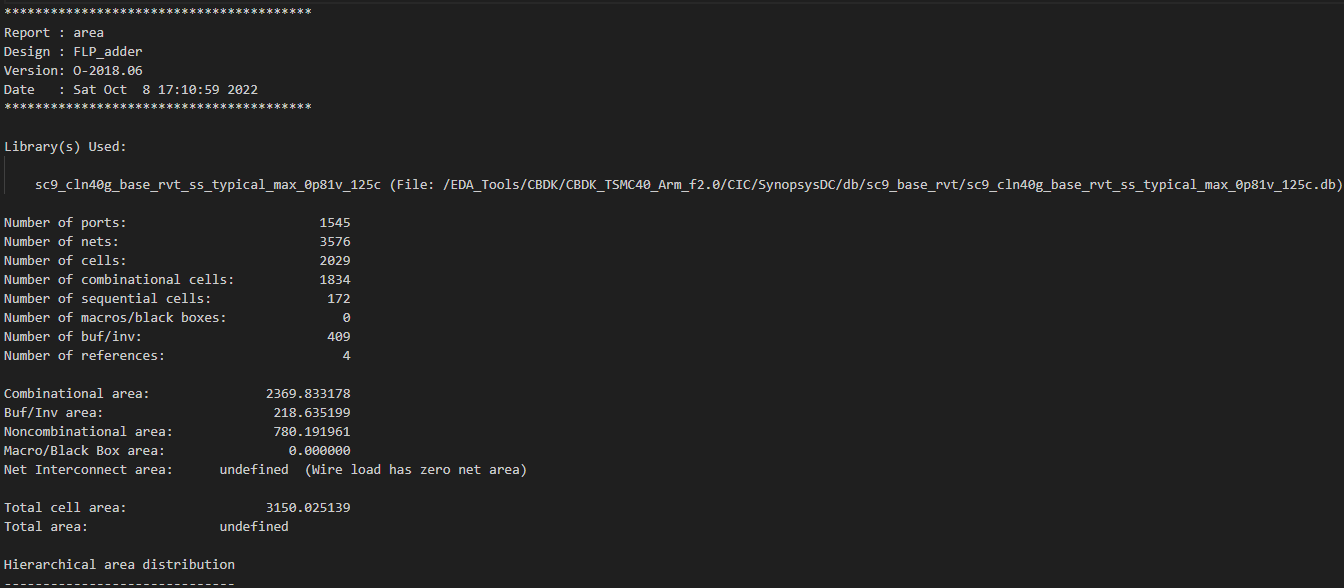 ****************************************
Report : area
Design : FLP_adder
Version: O-2018.06
Date   : Sat Oct  8 17:10:59 2022
****************************************
Library(s) Used:
sc9_cln40g_base_rvt_ss_typical_max_0p81v_125c (File: /EDA_Tools/CBDK/CBDK_TSMC40_Arm_f2.0/CIC/SynopsysDC/db/sc9_base_rvt/sc9_cln40g_base_rvt_ss_typical_max_0p81v_125c.db)
Number of ports: 1545
Number of nets: 3576
Number of cells: 2029
Number of combinational cells: 1834
Number of sequential cells: 172
Number of macros/black boxes: 0
Number of buf/inv: 409
Number of references: 4
Combinational area: 2369.833178
Buf/Inv area: 218.635199
Noncombinational area: 780.191961
Macro/Black Box area: 0.000000
Net Interconnect area: undefined  (Wire load has zero net area)
Total cell area: 3150.025139
Total area: undefined
Hierarchical area distribution
------------------------------